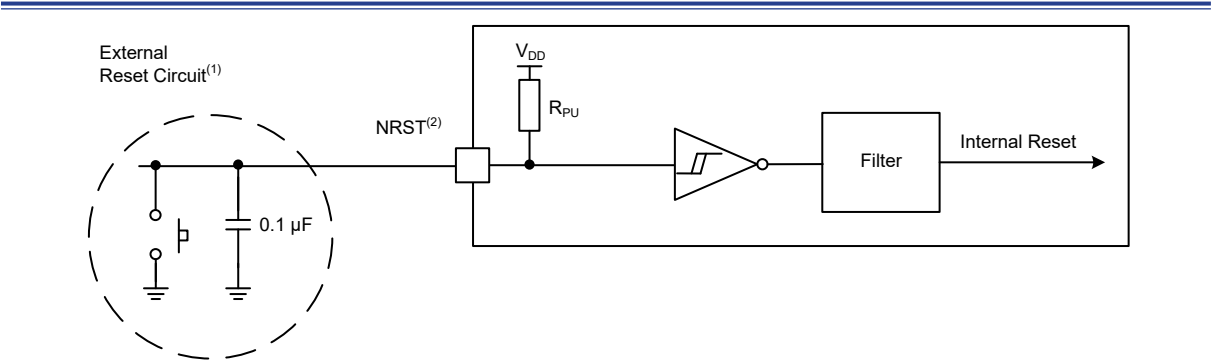 External
Reset Circuit(1)
VDD
RPU
NRST(2)
Internal Reset
Filter
0.1 µF